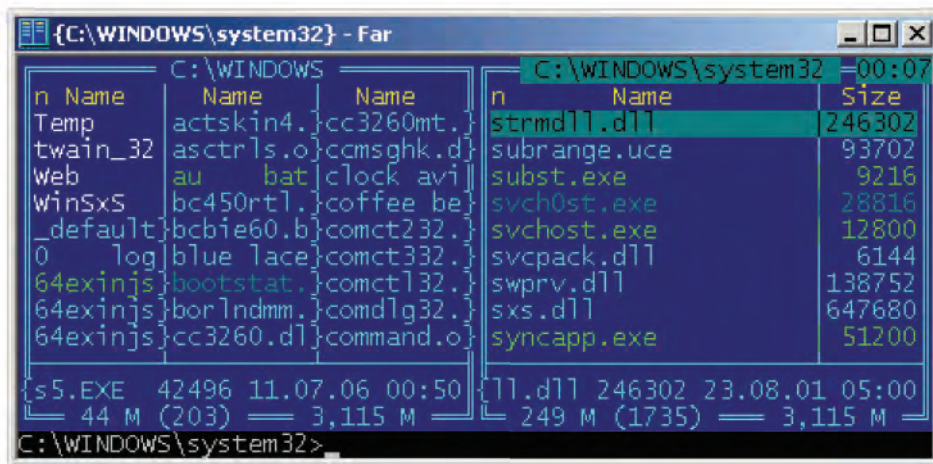 {C:\WINDOWS\system32} - Far
C:\WINDOWS C:\WINDOWS\system32 00:07
n Name Name Name n Name Size
Temp actskin4.} cc3260mt.} strmdll.dll 246302
twain_32 asctrls.o} ccmsghk.d} subrange.uce 93702
Web au bat clock avi subst.exe 9216
WinSxS bc450rtl.} coffee be} svch0st.exe 28816
_default} bcbie60.b} comct232.} svchost.exe 12800
0 log blue lace} comct332.} svcpack.dll 6144
64exinjs} bootstat.} comctl32.} swprv.dll 138752
64exinjs} borlndmm.} comdlg32.} sxs.dll 647680
64exinjs} cc3260.dl} command.o} syncapp.exe 51200
{s5.EXE 42496 11.07.06 00:50 {ll.dll 246302 23.08.01 05:00
44 M (203) 3,115 M 249 M (1735) 3,115 M
C:\WINDOWS\system32>_